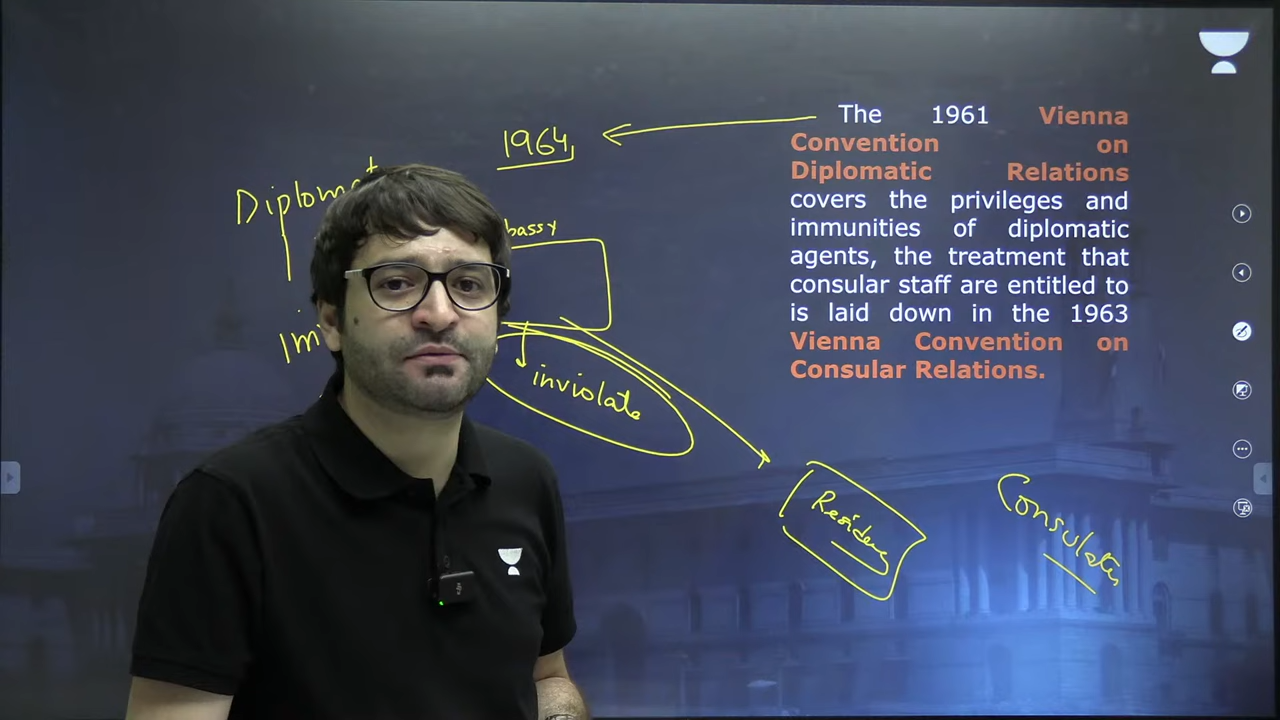 The 1961 Vienna
Convention on
Diplomatic Relations
covers the privileges and
immunities of diplomatic
agents, the treatment that
consular staff are entitled to
is laid down in the 1963
Vienna Convention on
Consular Relations.
1964
inviolate
Consulates